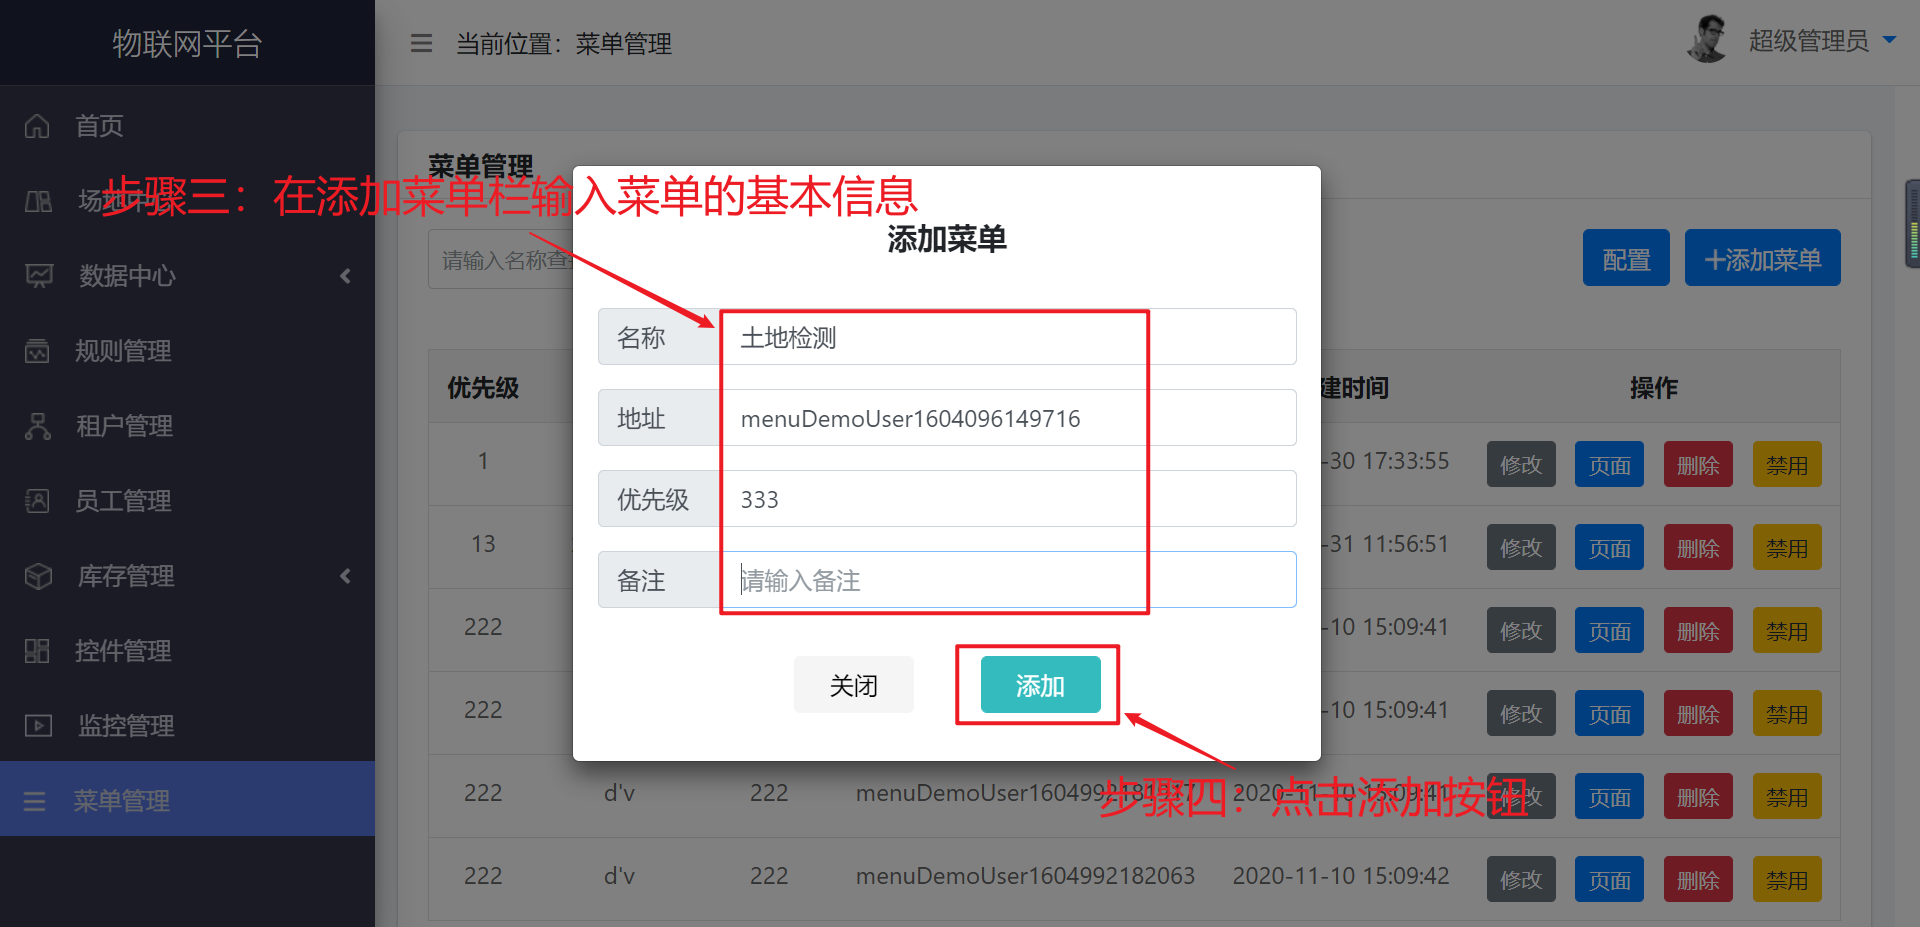 物联网平台
首页
场地中心
数据中心
规则管理
租户管理
员工管理
库存管理
控件管理
监控管理
菜单管理
当前位置：菜单管理
超级管理员
菜单管理
步骤三：在添加菜单栏输入菜单的基本信息
请输入名称查
配置
添加菜单
添加菜单
名称 土地检测
地址 menuDemoUser1604096149716
优先级 333
备注 请输入备注
关闭 添加
步骤四：点击添加按钮
优先级 建时间 操作
1 -30 17:33:55 修改 页面 删除 禁用
13 -31 11:56:51 修改 页面 删除 禁用
222 -10 15:09:41 修改 页面 删除 禁用
222 -10 15:09:41 修改 页面 删除 禁用
222 d'v 222 2020-11-10 15:09:41 修改 页面 删除 禁用
222 d'v 222 menuDemoUser1604992182063 2020-11-10 15:09:42 修改 页面 删除 禁用